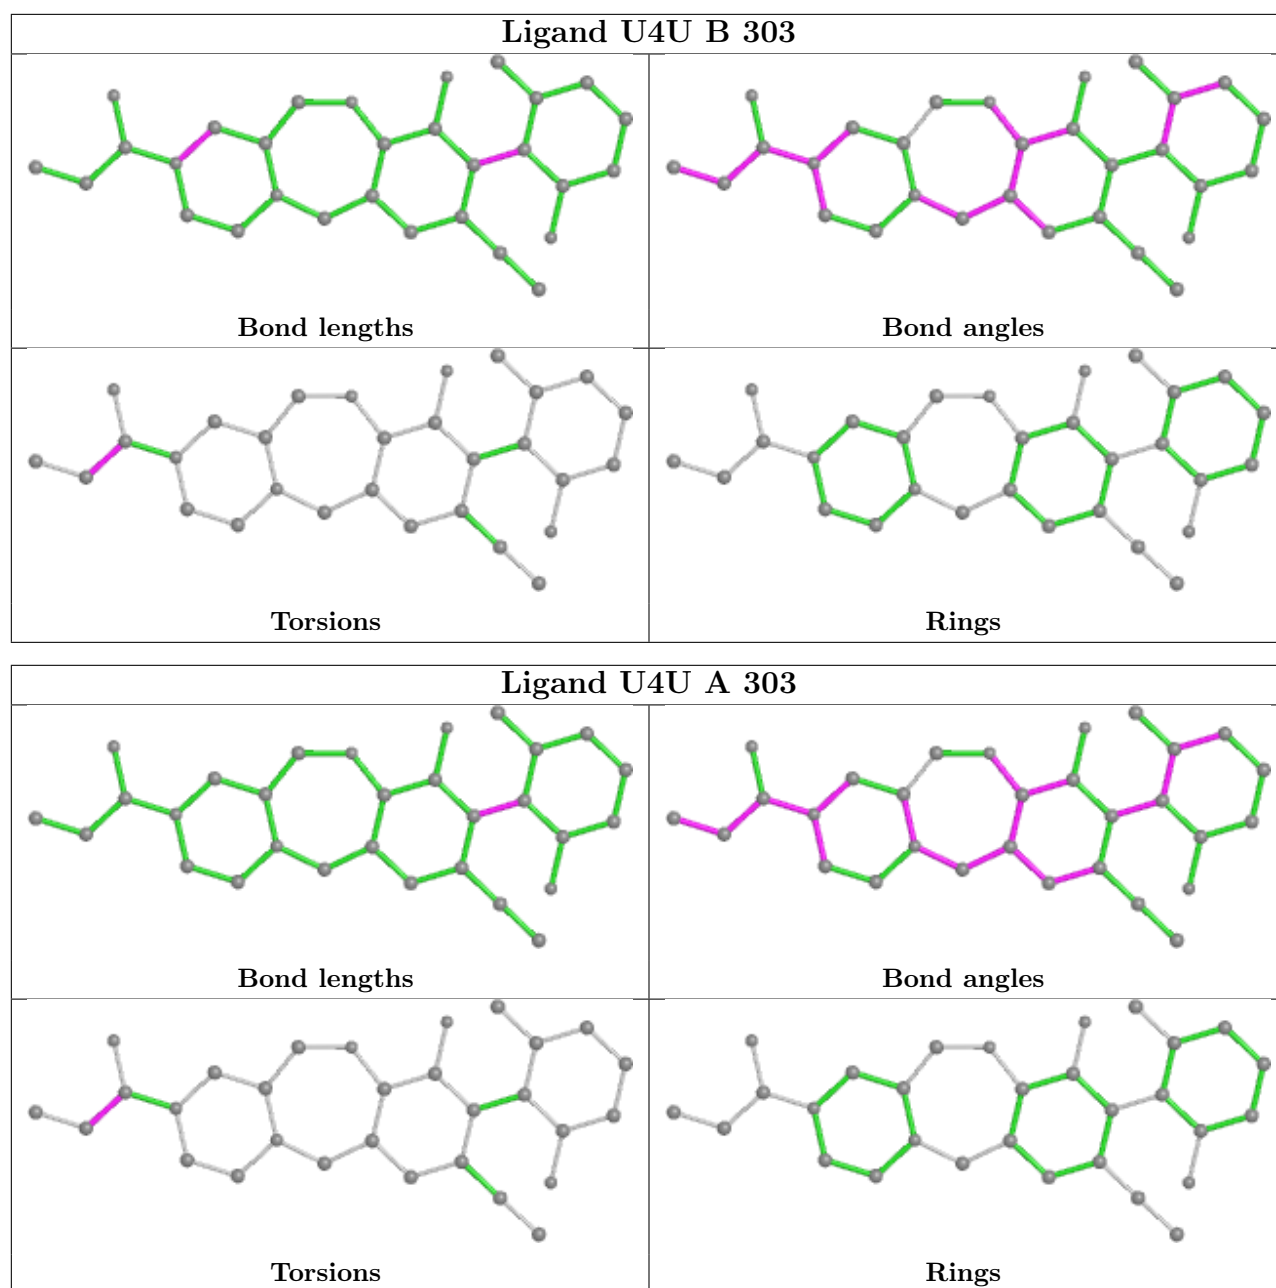 Ligand U4U B 303
Bond lengths
Bond angles
Torsions
Rings
Ligand U4U A 303
Bond lengths
Bond angles
Torsions
Rings